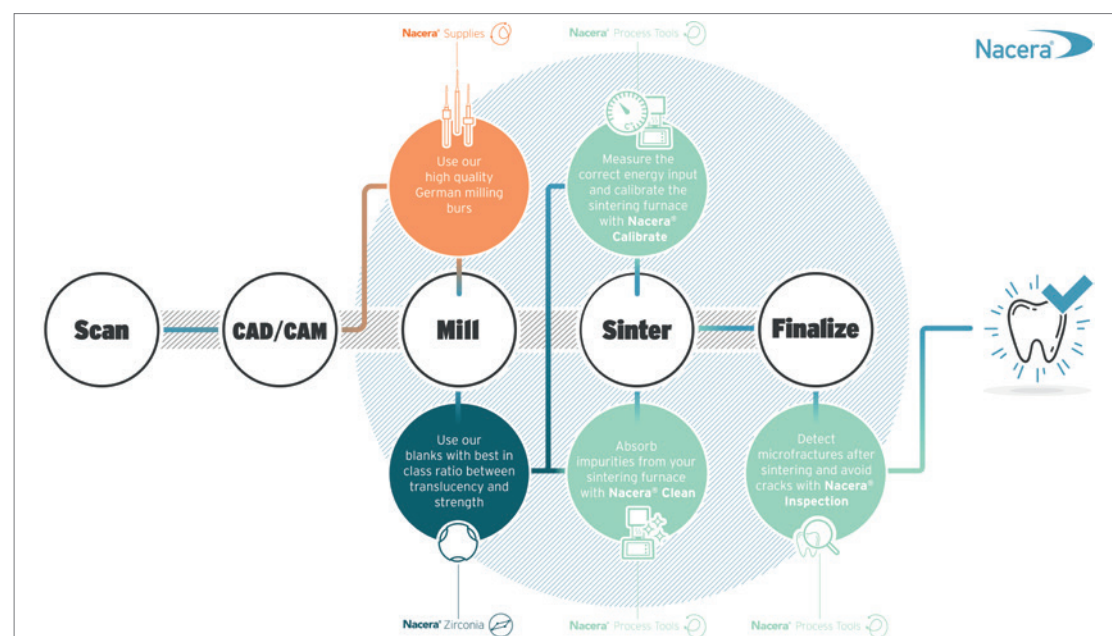 Nacera® Supplies
Nacera® Process Tools
Nacera®
Use our
high quality
German milling
burs
C°
Measure the
correct energy input
and calibrate the
sintering furnace
with Nacera®
Calibrate
Scan
CAD/CAM
Mill
Sinter
Finalize
Use our
blanks with best in
class ratio between
translucency and
strength
Absorb
impurities from your
sintering furnace
with Nacera® Clean
Detect
microfractures after
sintering and avoid
cracks with Nacera®
Inspection
Nacera® Zirconia
Nacera® Process Tools
Nacera® Process Tools